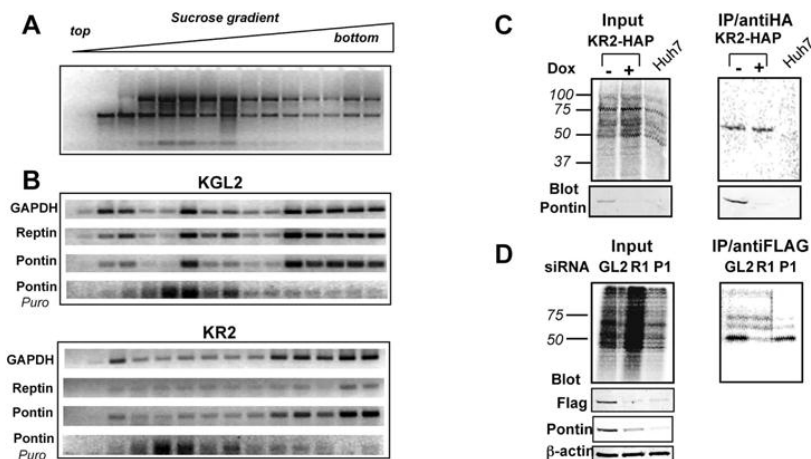 A
Sucrose gradient
top
bottom
B
KGL2
GAPDH
Reptin
Pontin
Pontin
Puro
KR2
GAPDH
Reptin
Pontin
Pontin
Puro
C
Input
KR2-HAP
Huh7
IP/antiHA
KR2-HAP
Huh7
Dox - +
- +
100
75
50
37
Blot
Pontin
D
Input
IP/antiFLAG
siRNA GL2 R1 P1
GL2 R1 P1
75
50
Blot
Flag
Pontin
β-actin